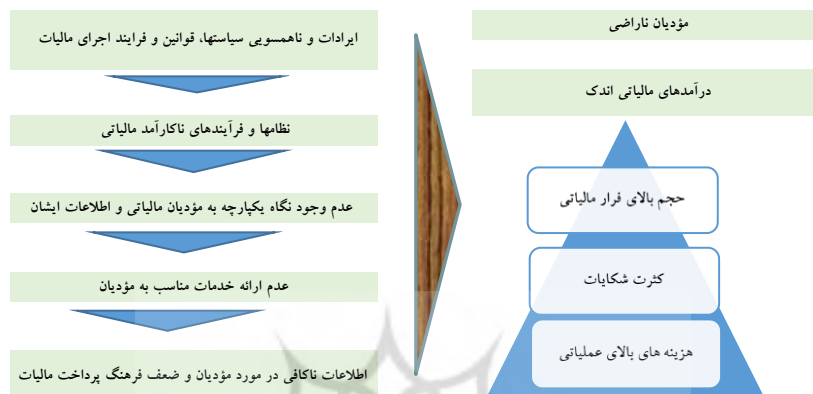 ایرادات و ناهمسویی سیاستها، قوانین و فرایند اجرای مالیات
نظامها و فرآیندهای ناکارآمد مالیاتی
عدم وجود نگاه یکپارچه به مؤدیان مالیاتی و اطلاعات ایشان
عدم ارائه خدمات مناسب به مؤدیان
اطلاعات ناکافی در مورد مؤدیان و ضعف فرهنگ پرداخت مالیات
مؤدیان ناراضی
درآمدهای مالیاتی اندک
حجم بالای فرار مالیاتی
کثرت شکایات
هزینه های بالای عملیاتی